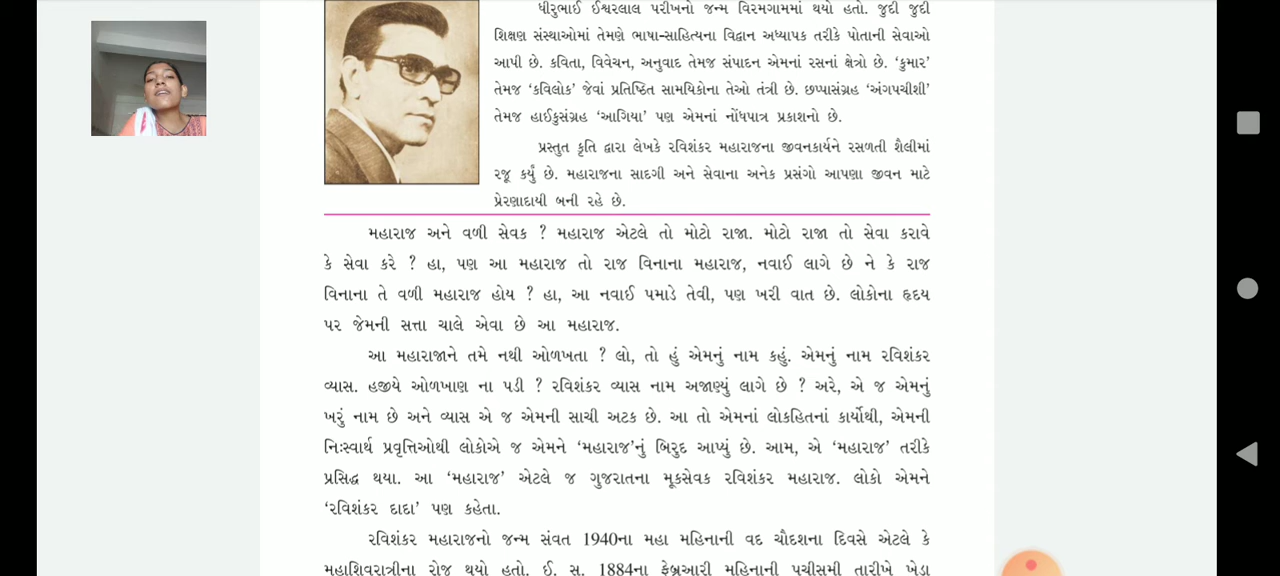 ધીરુભાઈ ઈશ્વરલાલ પરીખનો જન્મ વિરમગામમાં થયો હતો. જુદી જુદી
શિક્ષણ સંસ્થાઓમાં તેમણે ભાષા-સાહિત્યના વિદ્વાન અધ્યાપક તરીકે પોતાની સેવાઓ
આપી છે. કવિતા, વિવેચન, અનુવાદ તેમજ સંપાદન એમનાં રસનાં ક્ષેત્રો છે. ‘કુમાર’
તેમજ ‘કવિલોક’ જેવાં પ્રતિષ્ઠિત સામયિકોના તેઓ તંત્રી છે. છપ્પાસંગ્રહ ‘અંગપચીશી’
તેમજ હાઈકુસંગ્રહ ‘આગિયા’ પણ એમનાં નોંધપાત્ર પ્રકાશનો છે.
પ્રસ્તુત કૃતિ દ્વારા લેખકે રવિશંકર મહારાજના જીવનકાર્યને રસળતી શૈલીમાં
રજૂ કર્યું છે. મહારાજના સાદગી અને સેવાના અનેક પ્રસંગો આપણા જીવન માટે
પ્રેરણાદાયી બની રહે છે.
મહારાજ અને વળી સેવક ? મહારાજ એટલે તો મોટો રાજા. મોટો રાજા તો સેવા કરાવે
કે સેવા કરે ? હા, પણ આ મહારાજ તો રાજ વિનાના મહારાજ, નવાઈ લાગે છે ને કે રાજ
વિનાના તે વળી મહારાજ હોય ? હા, આ નવાઈ પમાડે તેવી, પણ ખરી વાત છે. લોકોના હૃદય
પર જેમની સત્તા ચાલે એવા છે આ મહારાજ.
આ મહારાજાને તમે નથી ઓળખતા ? લો, તો હું એમનું નામ કહું. એમનું નામ રવિશંકર
વ્યાસ. હજીયે ઓળખાણ ના પડી ? રવિશંકર વ્યાસ નામ અજાણ્યું લાગે છે ? અરે, એ જ એમનું
ખરું નામ છે અને વ્યાસ એ જ એમની સાચી અટક છે. આ તો એમનાં લોકહિતનાં કાર્યોથી, એમની
નિઃસ્વાર્થ પ્રવૃત્તિઓથી લોકોએ જ એમને ‘મહારાજ’નું બિરુદ આપ્યું છે. આમ, એ ‘મહારાજ’ તરીકે
પ્રસિદ્ધ થયા. આ ‘મહારાજ’ એટલે જ ગુજરાતના મૂકસેવક રવિશંકર મહારાજ. લોકો એમને
‘રવિશંકર દાદા’ પણ કહેતા.
રવિશંકર મહારાજનો જન્મ સંવત 1940ના મહા મહિનાની વદ ચૌદશના દિવસે એટલે કે
મહાશિવરાત્રીના રોજ થયો હતો. ઈ. સ. 1884ના ફેબ્રુઆરી મહિનાની પચીસમી તારીખે ખેડા